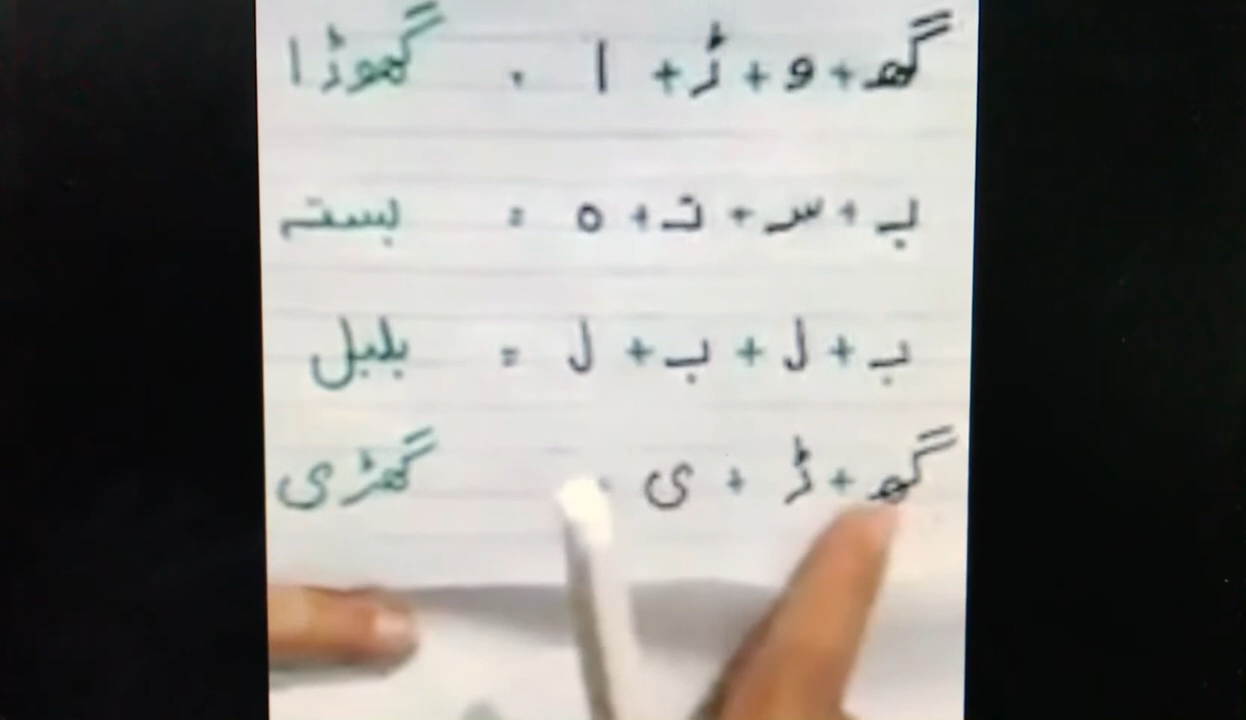 گھ + و + ڑ + ا = گھوڑا
ب + س + ت + ہ = بستہ
ب + ل + ب + ل = بلبل
گھ + ڑ + ی = گھڑی